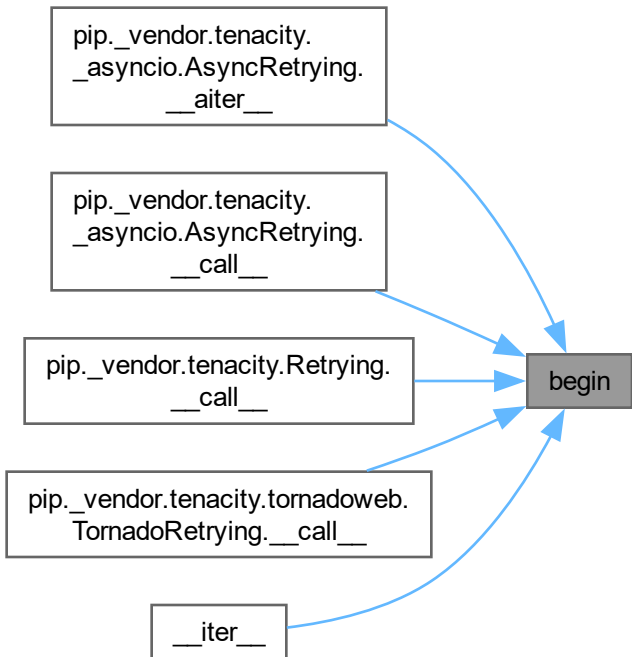 pip._vendor.tenacity.
_asyncio.AsyncRetrying.
__aiter__
pip._vendor.tenacity.
_asyncio.AsyncRetrying.
__call__
pip._vendor.tenacity.Retrying.
__call__
begin
pip._vendor.tenacity.tornadoweb.
TornadoRetrying.__call__
__iter__